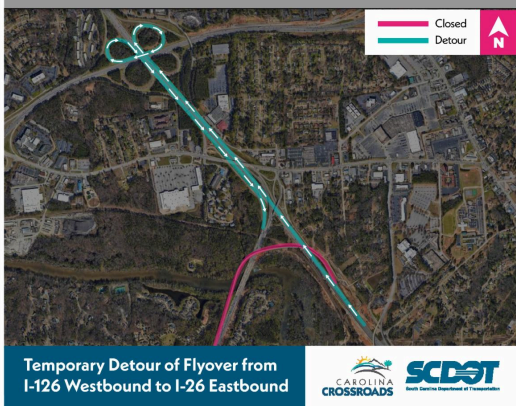 Closed
Detour
N
Temporary Detour of Flyover from
I-126 Westbound to I-26 Eastbound
CAROLINA
CROSSROADS
SCDOT
South Carolina Department of Transportation